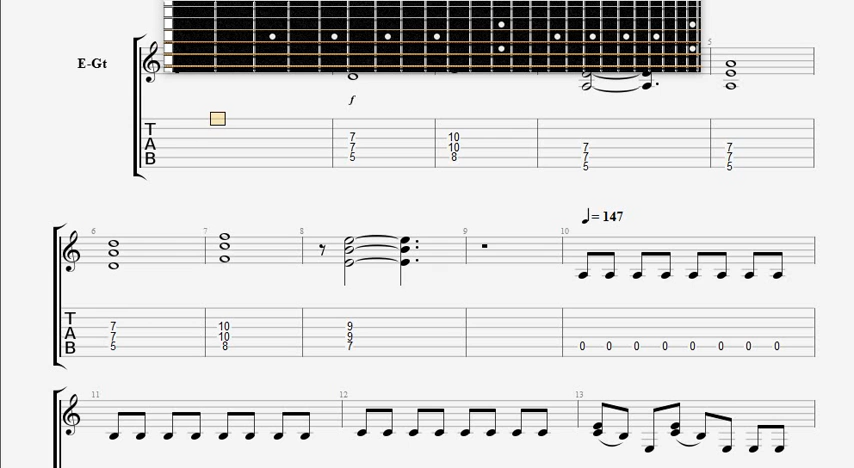 5
E-Gt
f
T
7 10
A 7 10 7 7
B 5 8 7 7
5 5
♩= 147
6 7 8 9 10
7 10 9
7 10 9
5 8 7 0 0 0 0 0 0 0 0
11 12 13